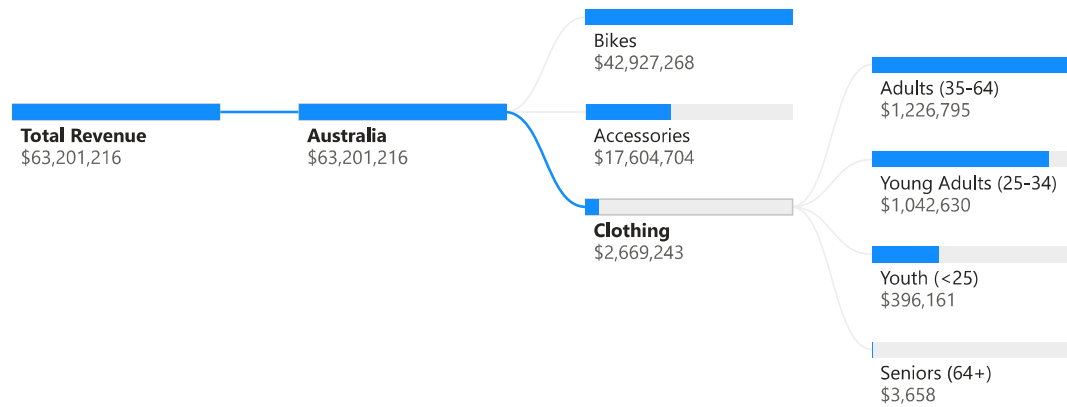 Total Revenue
$63,201,216
Australia
$63,201,216
Bikes
$42,927,268
Accessories
$17,604,704
Clothing
$2,669,243
Adults (35-64)
$1,226,795
Young Adults (25-34)
$1,042,630
Youth (<25)
$396,161
Seniors (64+)
$3,658